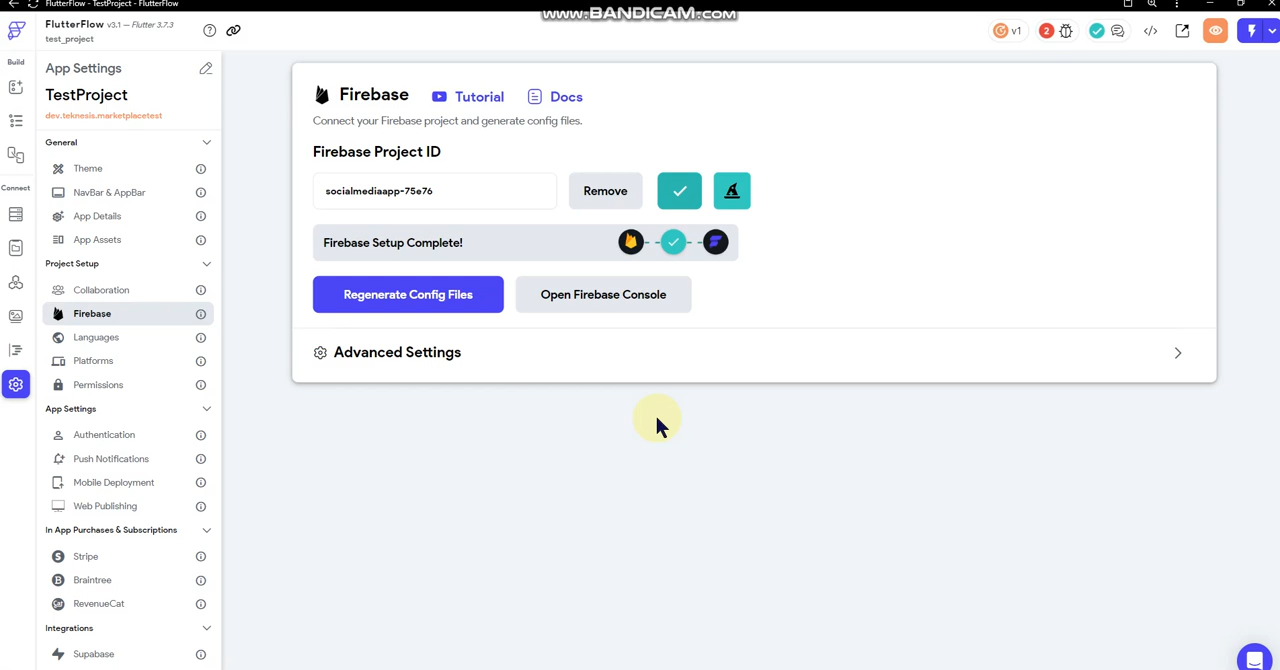 FlutterFlow - TestProject - FlutterFlow
www.BANDICAM.com
FlutterFlow v3.1 — Flutter 3.7.3
test_project
v1
2
Build
Connect
App Settings
TestProject
dev.teknesis.marketplacetest
General
Theme
NavBar & AppBar
App Details
App Assets
Project Setup
Collaboration
Firebase
Languages
Platforms
Permissions
App Settings
Authentication
Push Notifications
Mobile Deployment
Web Publishing
In App Purchases & Subscriptions
Stripe
Braintree
RevenueCat
Integrations
Supabase
Firebase
Tutorial
Docs
Connect your Firebase project and generate config files.
Firebase Project ID
socialmediaapp-75e76
Remove
Firebase Setup Complete!
Regenerate Config Files
Open Firebase Console
Advanced Settings